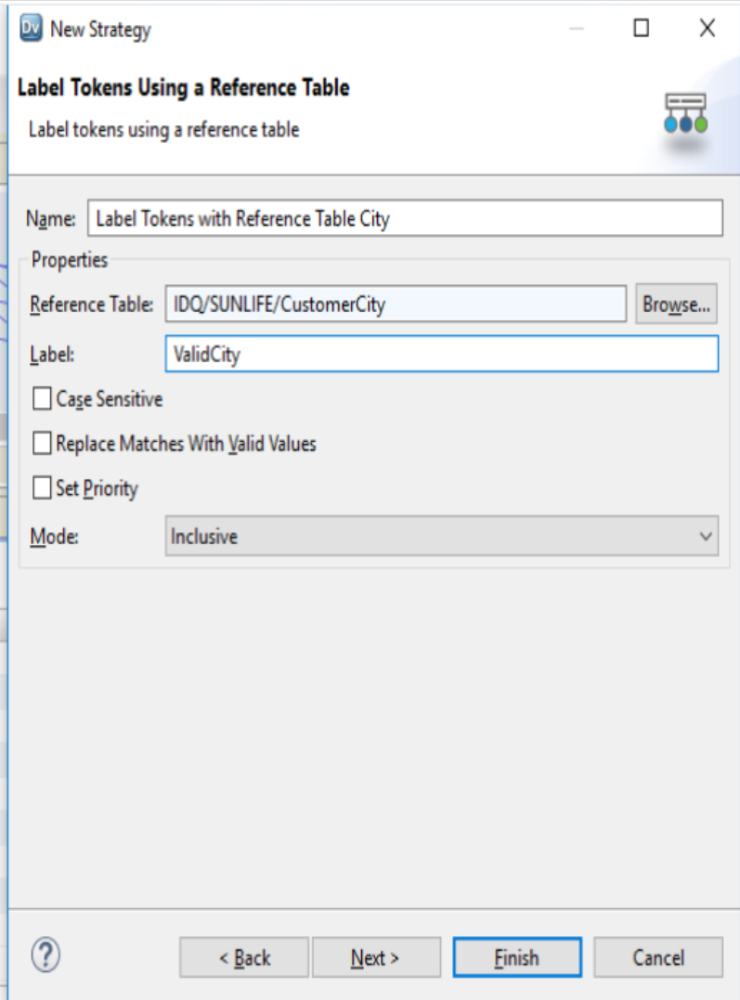 Dv New Strategy
Label Tokens Using a Reference Table
Label tokens using a reference table
Name: Label Tokens with Reference Table City
Properties
Reference Table: IDQ/SUNLIFE/CustomerCity Browse...
Label: ValidCity
Case Sensitive
Replace Matches With Valid Values
Set Priority
Mode: Inclusive
? < Back Next > Finish Cancel